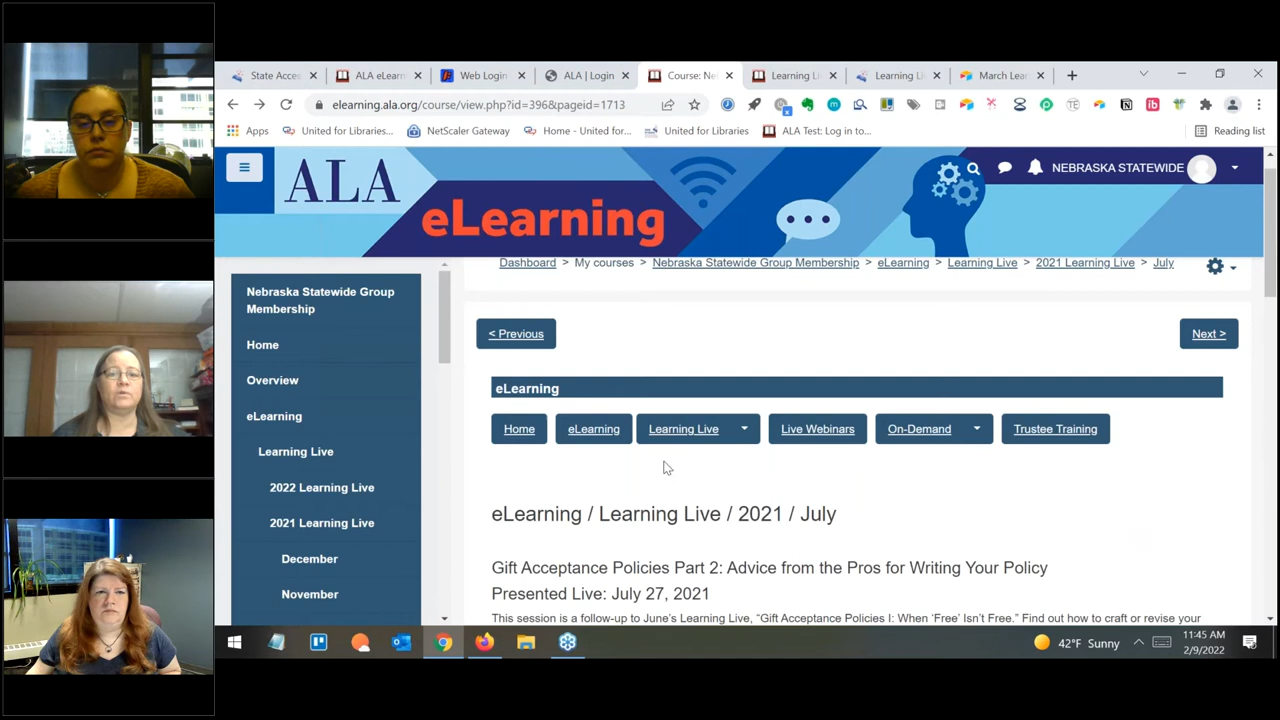 State Acces
ALA eLearn
Web Login
ALA | Login
Course: Ne
Learning Li
Learning Li
March Lear
elearning.ala.org/course/view.php?id=396&pageid=1713
Apps
United for Libraries...
NetScaler Gateway
Home - United for...
United for Libraries
ALA Test: Log in to...
Reading list
ALA
eLearning
NEBRASKA STATEWIDE
Dashboard > My courses > Nebraska Statewide Group Membership > eLearning > Learning Live > 2021 Learning Live > July
Nebraska Statewide Group
Membership
Home
Overview
eLearning
Learning Live
2022 Learning Live
2021 Learning Live
December
November
< Previous
Next >
eLearning
Home
eLearning
Learning Live
Live Webinars
On-Demand
Trustee Training
eLearning / Learning Live / 2021 / July
Gift Acceptance Policies Part 2: Advice from the Pros for Writing Your Policy
Presented Live: July 27, 2021
This session is a follow-up to June's Learning Live, "Gift Acceptance Policies I: When 'Free' Isn't Free." Find out how to craft or revise your
42°F Sunny
11:45 AM
2/9/2022